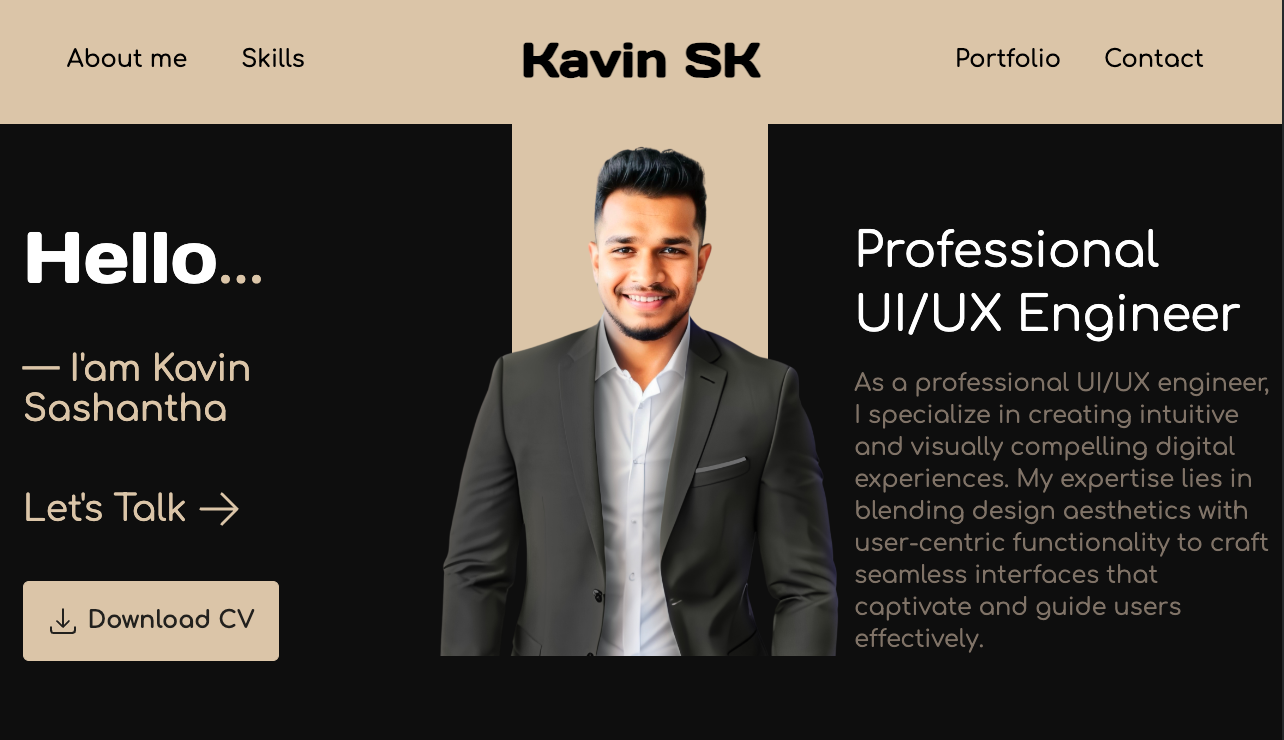 About me
Skills
Kavin SK
Portfolio
Contact
Hello...
— I'am Kavin
Sashantha
Let's Talk →
Download CV
Professional
UI/UX Engineer
As a professional UI/UX engineer,
I specialize in creating intuitive
and visually compelling digital
experiences. My expertise lies in
blending design aesthetics with
user-centric functionality to craft
seamless interfaces that
captivate and guide users
effectively.